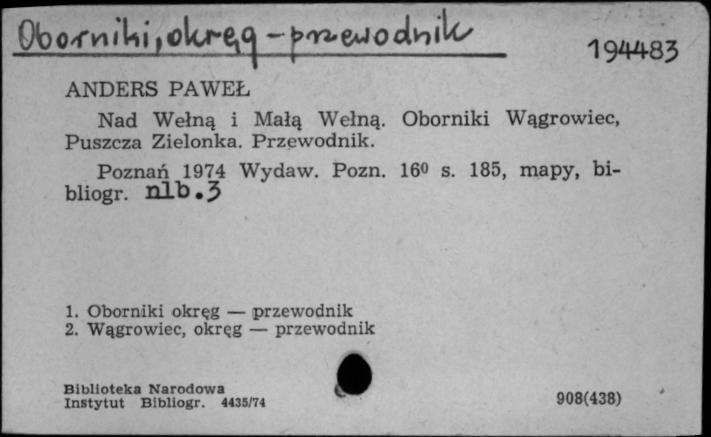 Oborniki, okręg - przewodnik
194483
ANDERS PAWEŁ
Nad Wełną i Małą Wełną. Oborniki Wągrowiec,
Puszcza Zielonka. Przewodnik.
Poznań 1974 Wydaw. Pozn. 16⁰ s. 185, mapy, bi-
bliogr. nlb.3
1. Oborniki okręg — przewodnik
2. Wągrowiec, okręg — przewodnik
Biblioteka Narodowa
Instytut Bibliogr. 4435/74
908(438)